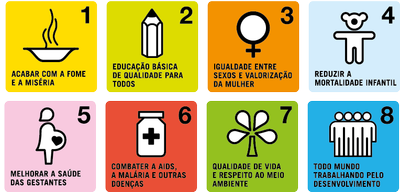 1
ACABAR COM A FOME
E A MISÉRIA
2
EDUCAÇÃO BÁSICA
DE QUALIDADE PARA
TODOS
3
IGUALDADE ENTRE
SEXOS E VALORIZAÇÃO
DA MULHER
4
REDUZIR A
MORTALIDADE INFANTIL
5
MELHORAR A SAÚDE
DAS GESTANTES
6
COMBATER A AIDS,
A MALÁRIA E OUTRAS
DOENÇAS
7
QUALIDADE DE VIDA
E RESPEITO AO MEIO
AMBIENTE
8
TODO MUNDO
TRABALHANDO PELO
DESENVOLVIMENTO